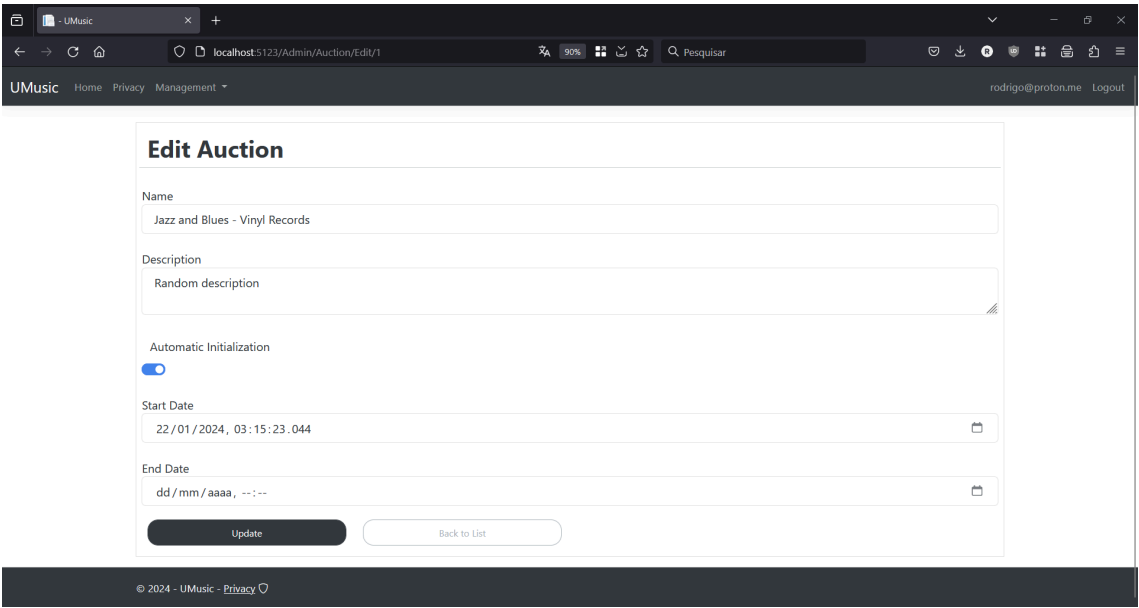 - UMusic
localhost:5123/Admin/Auction/Edit/1
90%
Pesquisar
UMusic Home Privacy Management
rodrigo@proton.me Logout
Edit Auction
Name
Jazz and Blues - Vinyl Records
Description
Random description
Automatic Initialization
Start Date
22/01/2024, 03:15:23.044
End Date
dd/mm/aaaa, --:--
Update
Back to List
© 2024 - UMusic - Privacy